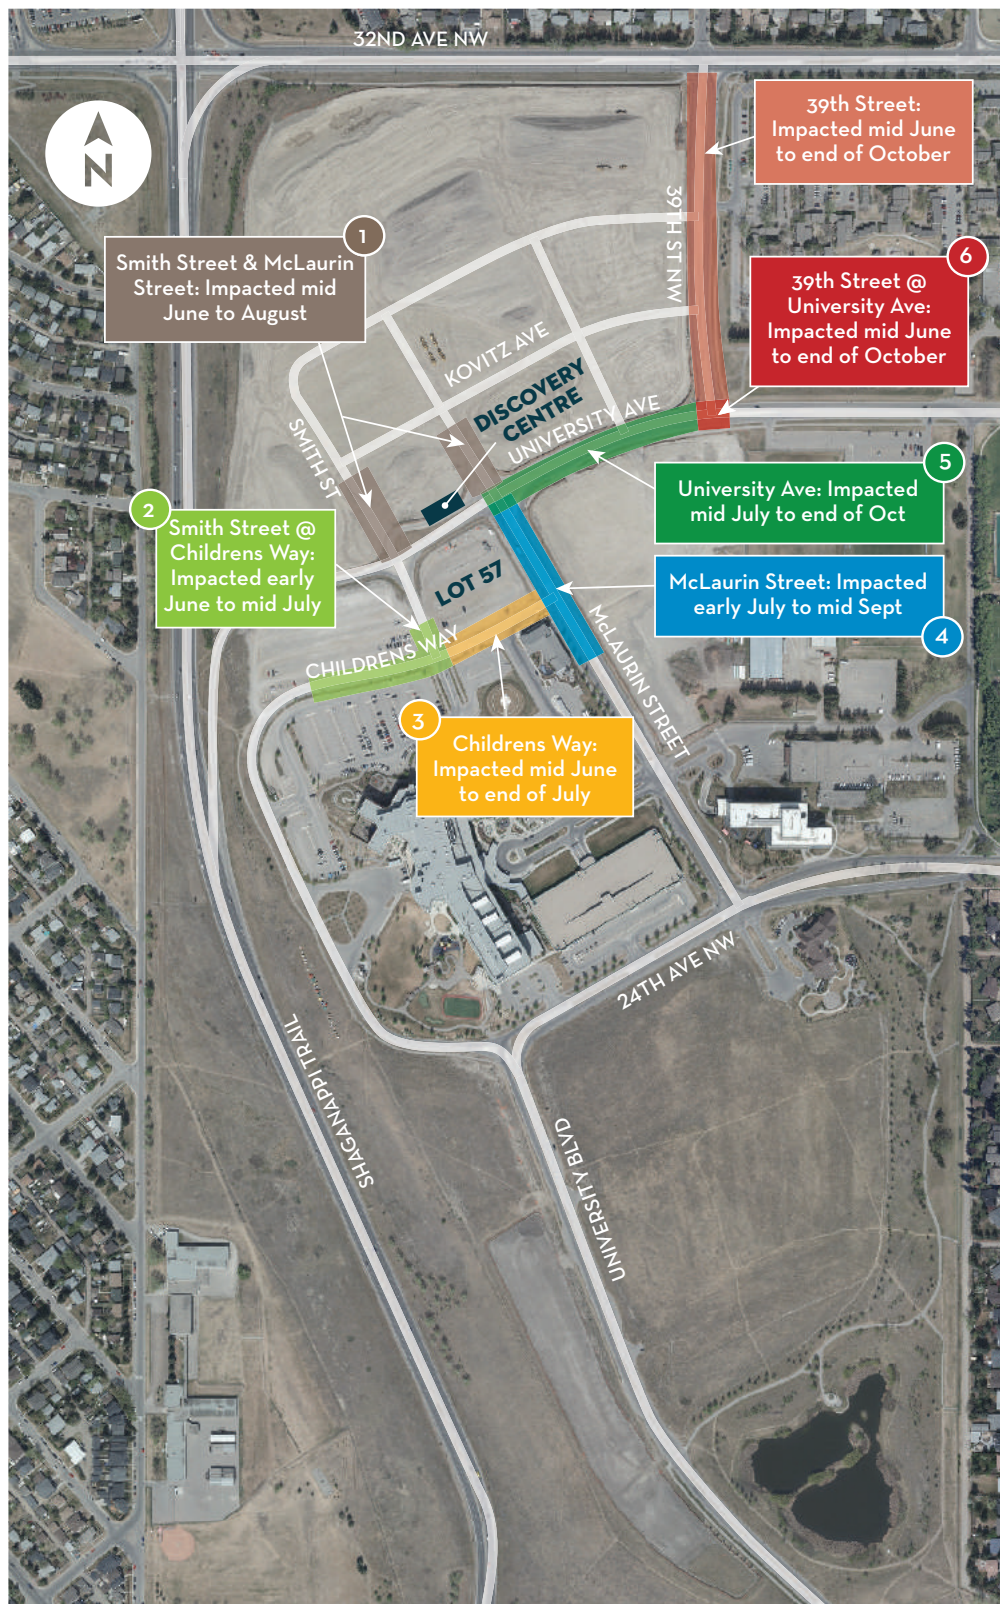 32ND AVE NW
N
39th Street:
Impacted mid June
to end of October
39TH ST NW
1
Smith Street & McLaurin
Street: Impacted mid
June to August
6
39th Street @
University Ave:
Impacted mid June
to end of October
KOVITZ AVE
DISCOVERY
CENTRE
UNIVERSITY AVE
SMITH ST
5
University Ave: Impacted
mid July to end of Oct
2
Smith Street @
Childrens Way:
Impacted early
June to mid July
LOT 57
McLaurin Street: Impacted
early July to mid Sept
4
CHILDRENS WAY
McLAURIN STREET
3
Childrens Way:
Impacted mid June
to end of July
24TH AVE NW
SHAGANAPPI TRAIL
UNIVERSITY BLVD